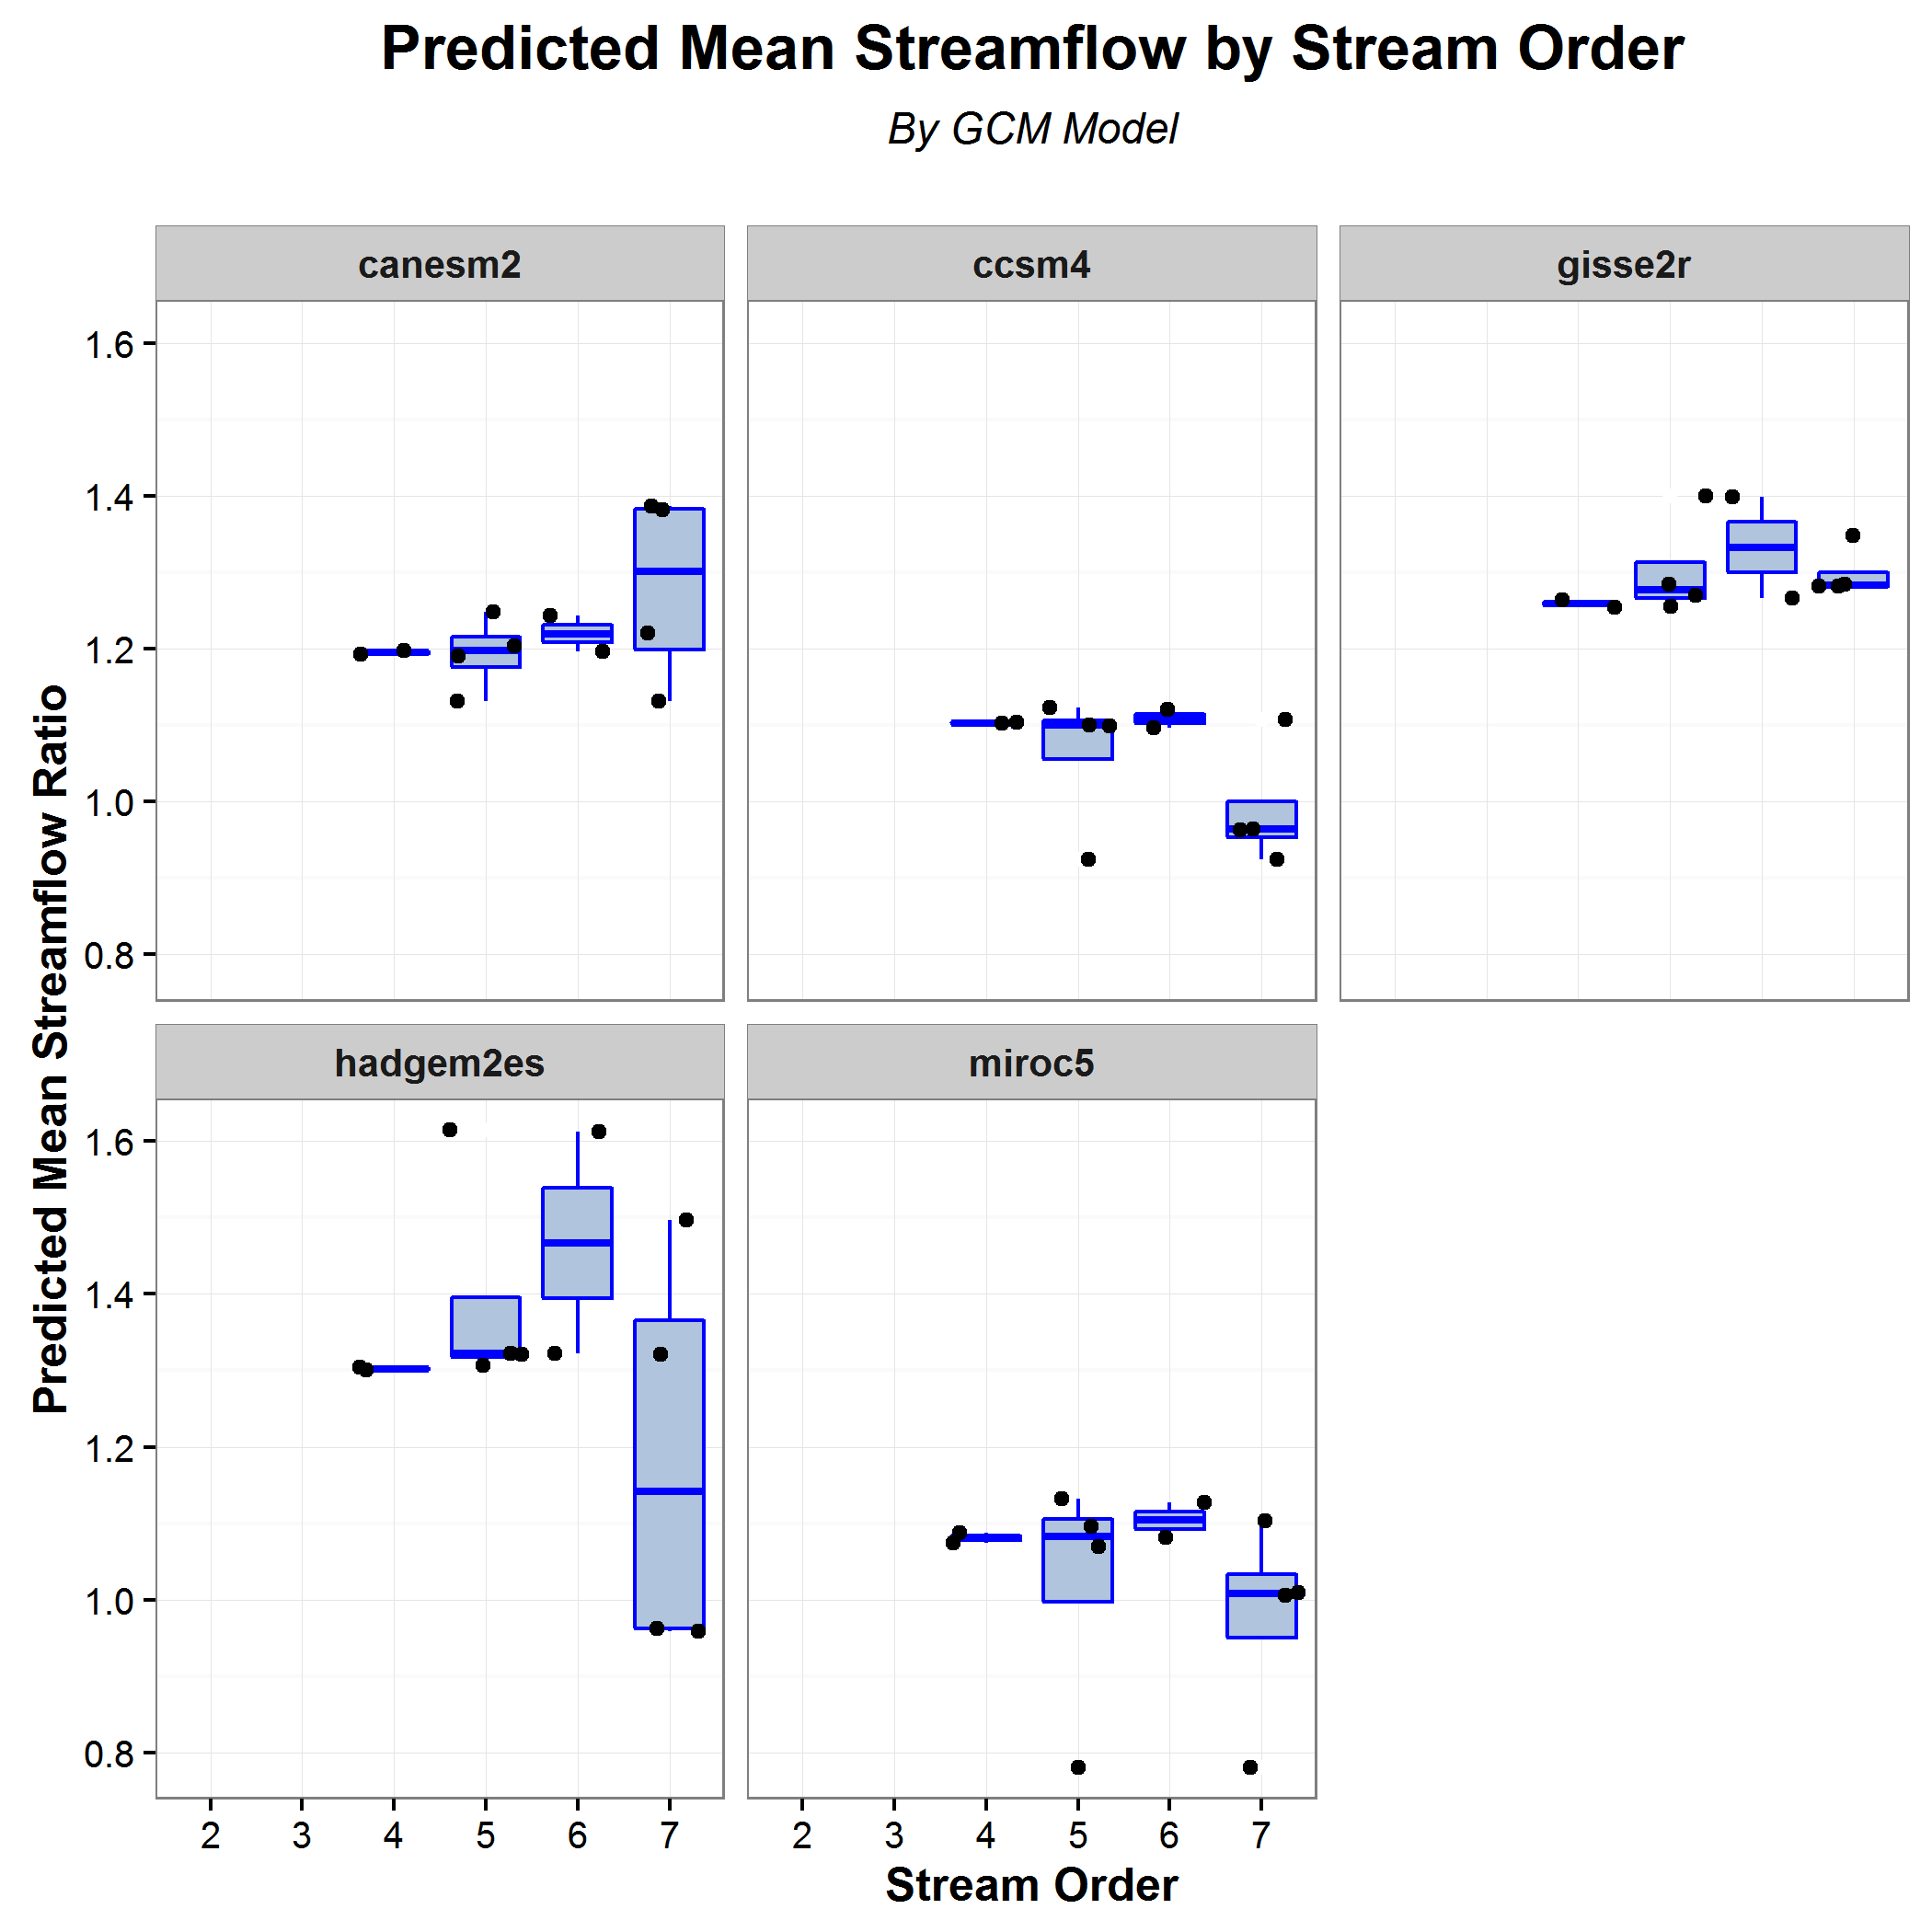 Predicted Mean Streamflow by Stream Order
By GCM Model
canesm2
ccsm4
gisse2r
1.6
1.4
1.2
1.0
0.8
Predicted Mean Streamflow Ratio
hadgem2es
miroc5
1.6
1.4
1.2
1.0
0.8
2 3 4 5 6 7
2 3 4 5 6 7
Stream Order